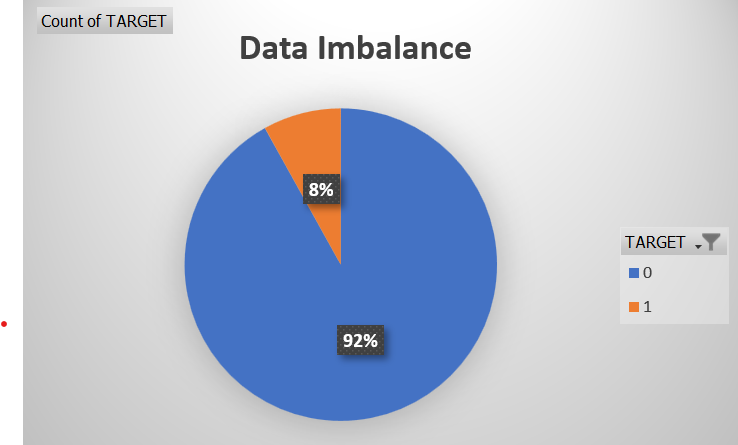 Count of TARGET
Data Imbalance
8%
92%
TARGET
0
1